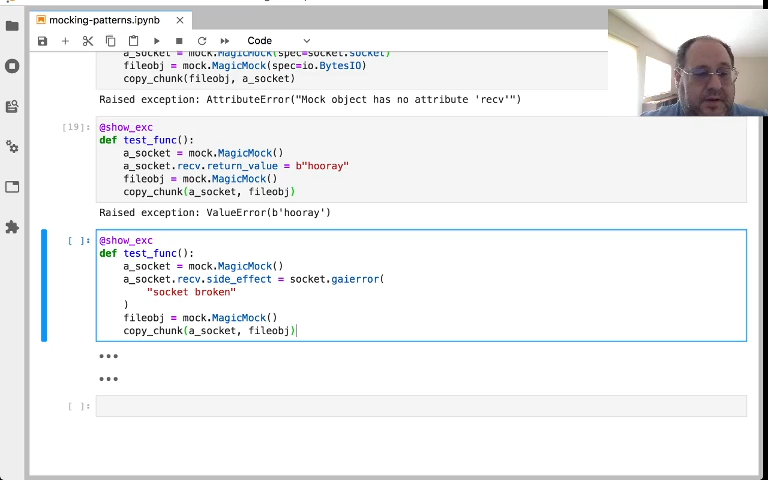 mocking-patterns.ipynb
Code
a_socket = mock.MagicMock(spec=socket.socket)
fileobj = mock.MagicMock(spec=io.BytesIO)
copy_chunk(fileobj, a_socket)
Raised exception: AttributeError("Mock object has no attribute 'recv'")
[19]:
@show_exc
def test_func():
a_socket = mock.MagicMock()
a_socket.recv.return_value = b"hooray"
fileobj = mock.MagicMock()
copy_chunk(a_socket, fileobj)
Raised exception: ValueError(b'hooray')
[ ]:
@show_exc
def test_func():
a_socket = mock.MagicMock()
a_socket.recv.side_effect = socket.gaierror(
"socket broken"
)
fileobj = mock.MagicMock()
copy_chunk(a_socket, fileobj)
[ ]: